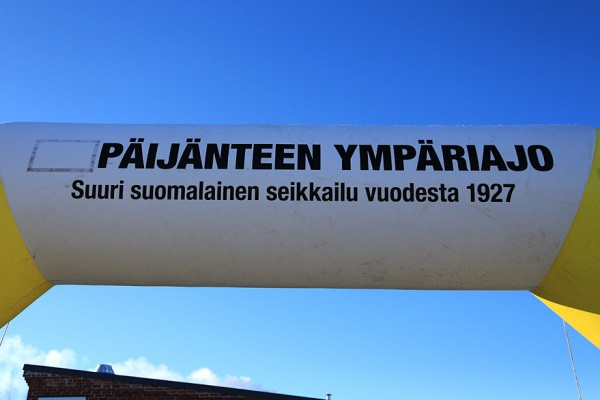 PÄIJÄNTEEN YMPÄRIAJO
Suuri suomalainen seikkailu vuodesta 1927